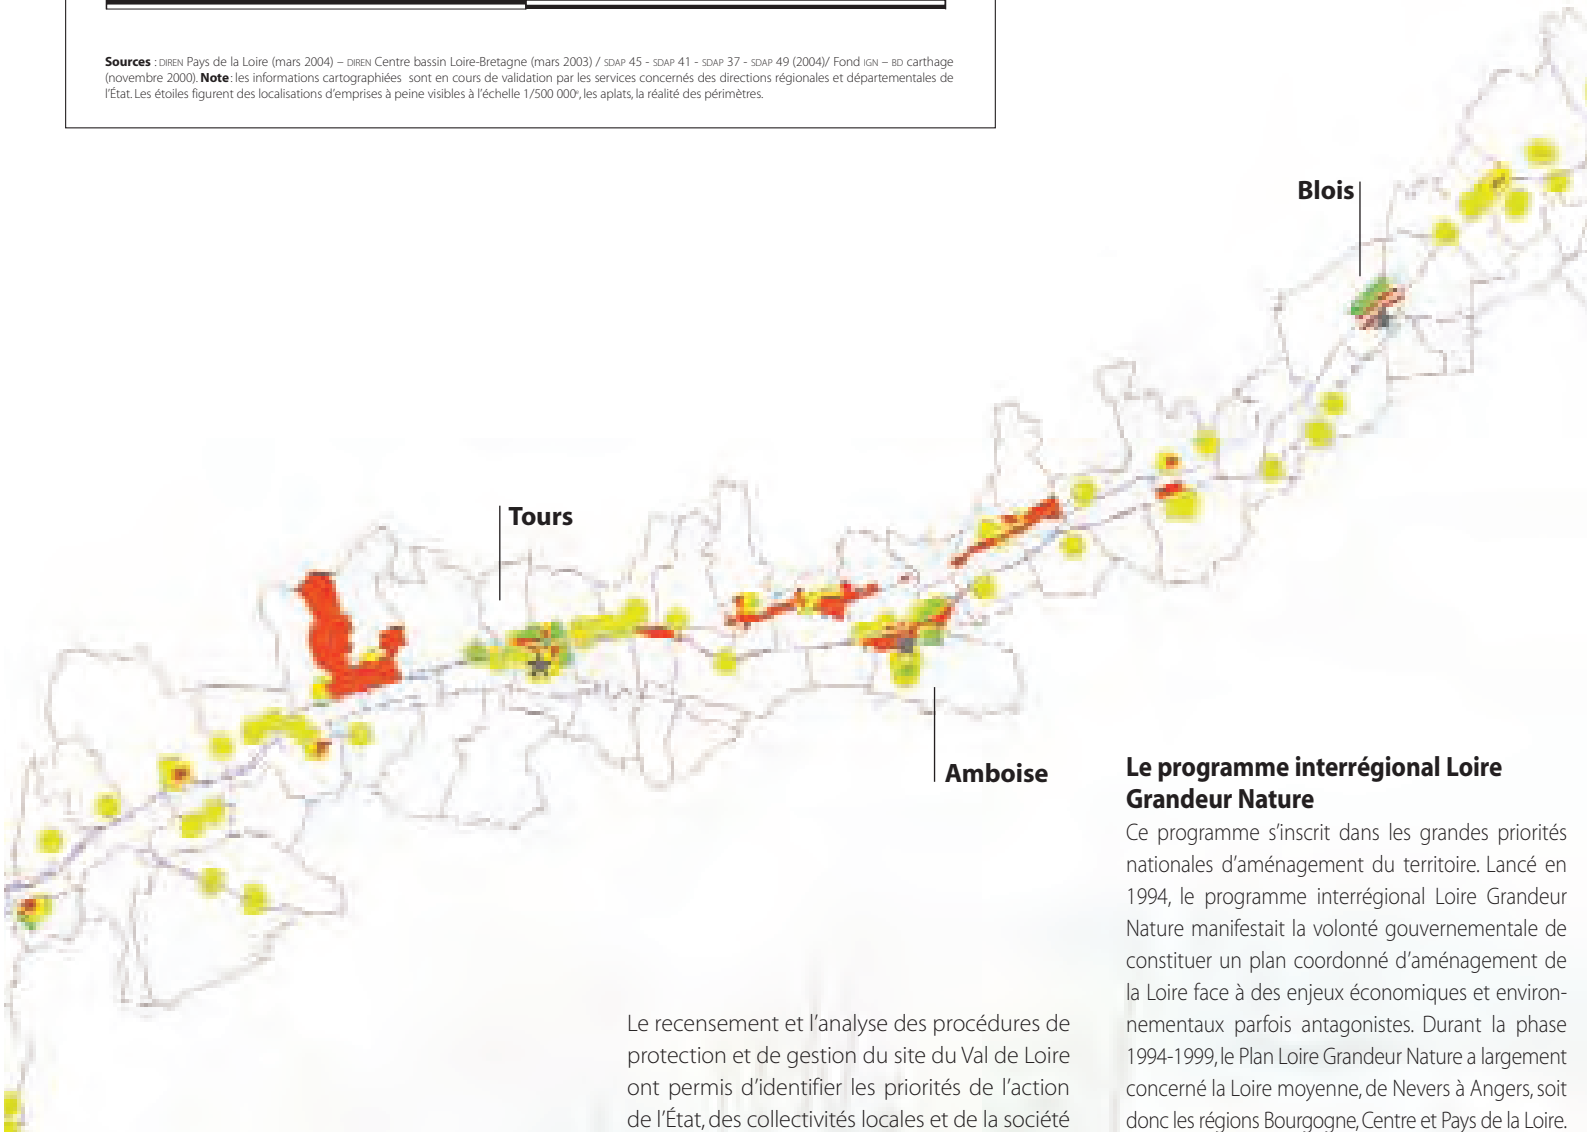 Sources : DIREN Pays de la Loire (mars 2004) – DIREN Centre bassin Loire-Bretagne (mars 2003) / SDAP 45 - SDAP 41 - SDAP 37 - SDAP 49 (2004)/ Fond IGN – BD carthage
(novembre 2000). Note : les informations cartographiées sont en cours de validation par les services concernés des directions régionales et départementales de
l'État. Les étoiles figurent des localisations d'emprises à peine visibles à l'échelle 1/500 000e, les aplats, la réalité des périmètres.
Blois
Tours
Amboise
Le recensement et l'analyse des procédures de
protection et de gestion du site du Val de Loire
ont permis d'identifier les priorités de l'action
de l'État, des collectivités locales et de la société
Le programme interrégional Loire
Grandeur Nature
Ce programme s'inscrit dans les grandes priorités
nationales d'aménagement du territoire. Lancé en
1994, le programme interrégional Loire Grandeur
Nature manifestait la volonté gouvernementale de
constituer un plan coordonné d'aménagement de
la Loire face à des enjeux économiques et environ-
nementaux parfois antagonistes. Durant la phase
1994-1999, le Plan Loire Grandeur Nature a largement
concerné la Loire moyenne, de Nevers à Angers, soit
donc les régions Bourgogne, Centre et Pays de la Loire.